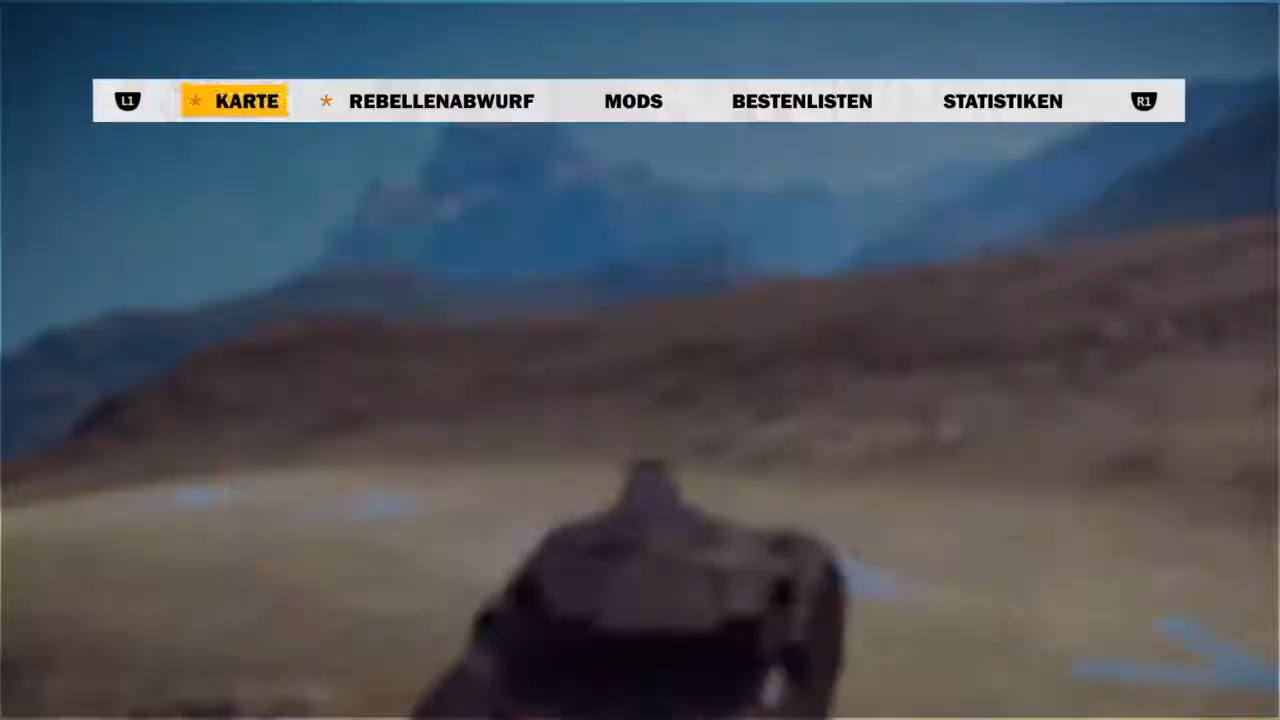 L1 * KARTE * REBELLENABWURF MODS BESTENLISTEN STATISTIKEN R1